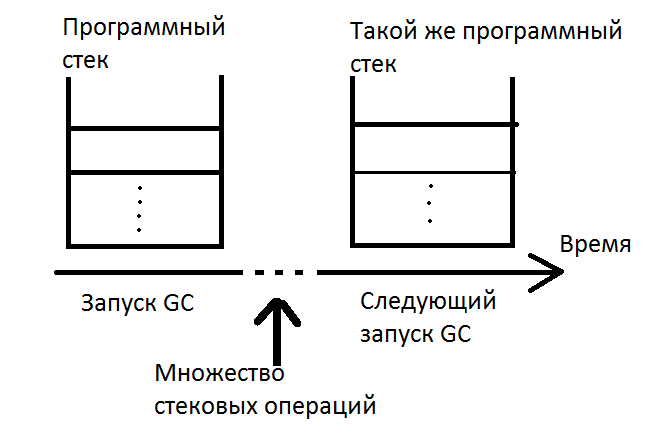 Программный
стек
Такой же программный
стек
Время
Запуск GC
Следующий
запуск GC
Множество
стековых операций